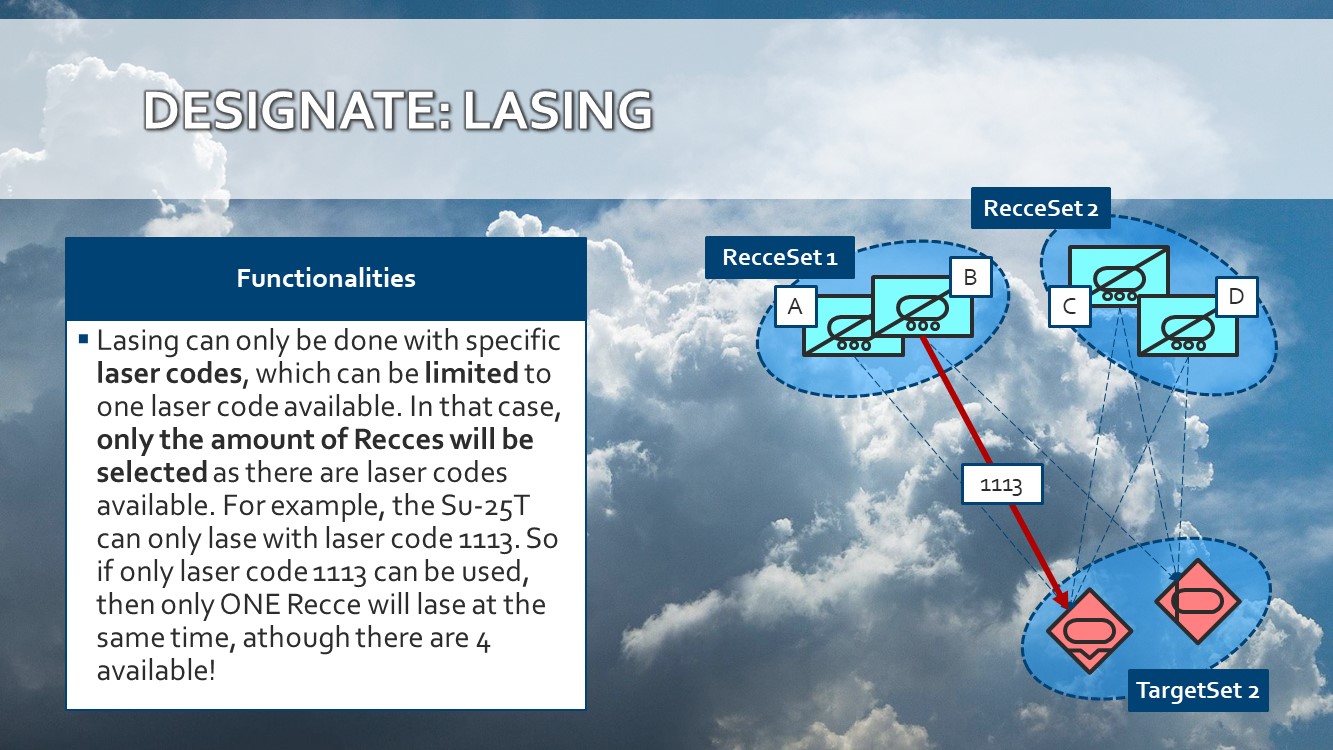 DESIGNATE: LASING
Functionalities
▪ Lasing can only be done with specific
laser codes, which can be limited to
one laser code available. In that case,
only the amount of Recces will be
selected as there are laser codes
available. For example, the Su-25T
can only lase with laser code 1113. So
if only laser code 1113 can be used,
then only ONE Recce will lase at the
same time, athough there are 4
available!
RecceSet 1
A
B
RecceSet 2
C
D
1113
TargetSet 2